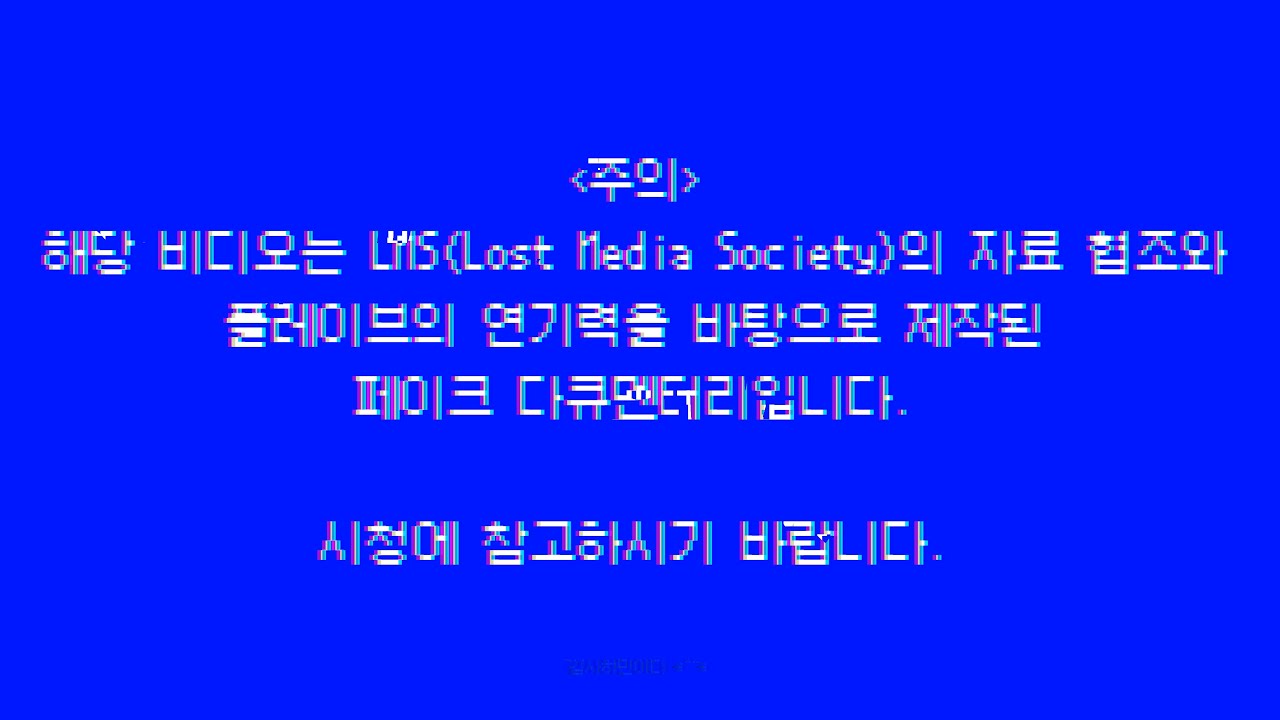 <주의>
해당 비디오는 LMS(Lost Media Society)의 자료 협조와
플레이브의 연기력을 바탕으로 제작된
페이크 다큐멘터리입니다.
시청에 참고하시기 바랍니다.